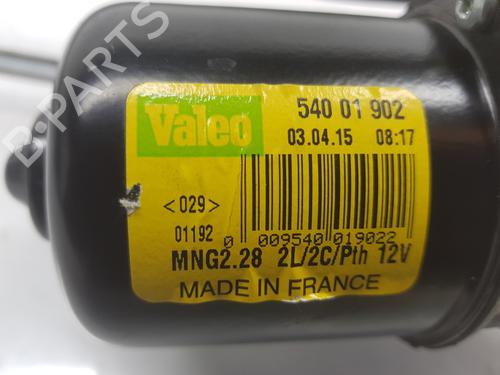 B-PARTS
Valeo
540 01 902
03.04.15 08:17
<029>
01192
0 009540 019022
MNG2.28 2L/2C/Pth 12V
MADE IN FRANCE